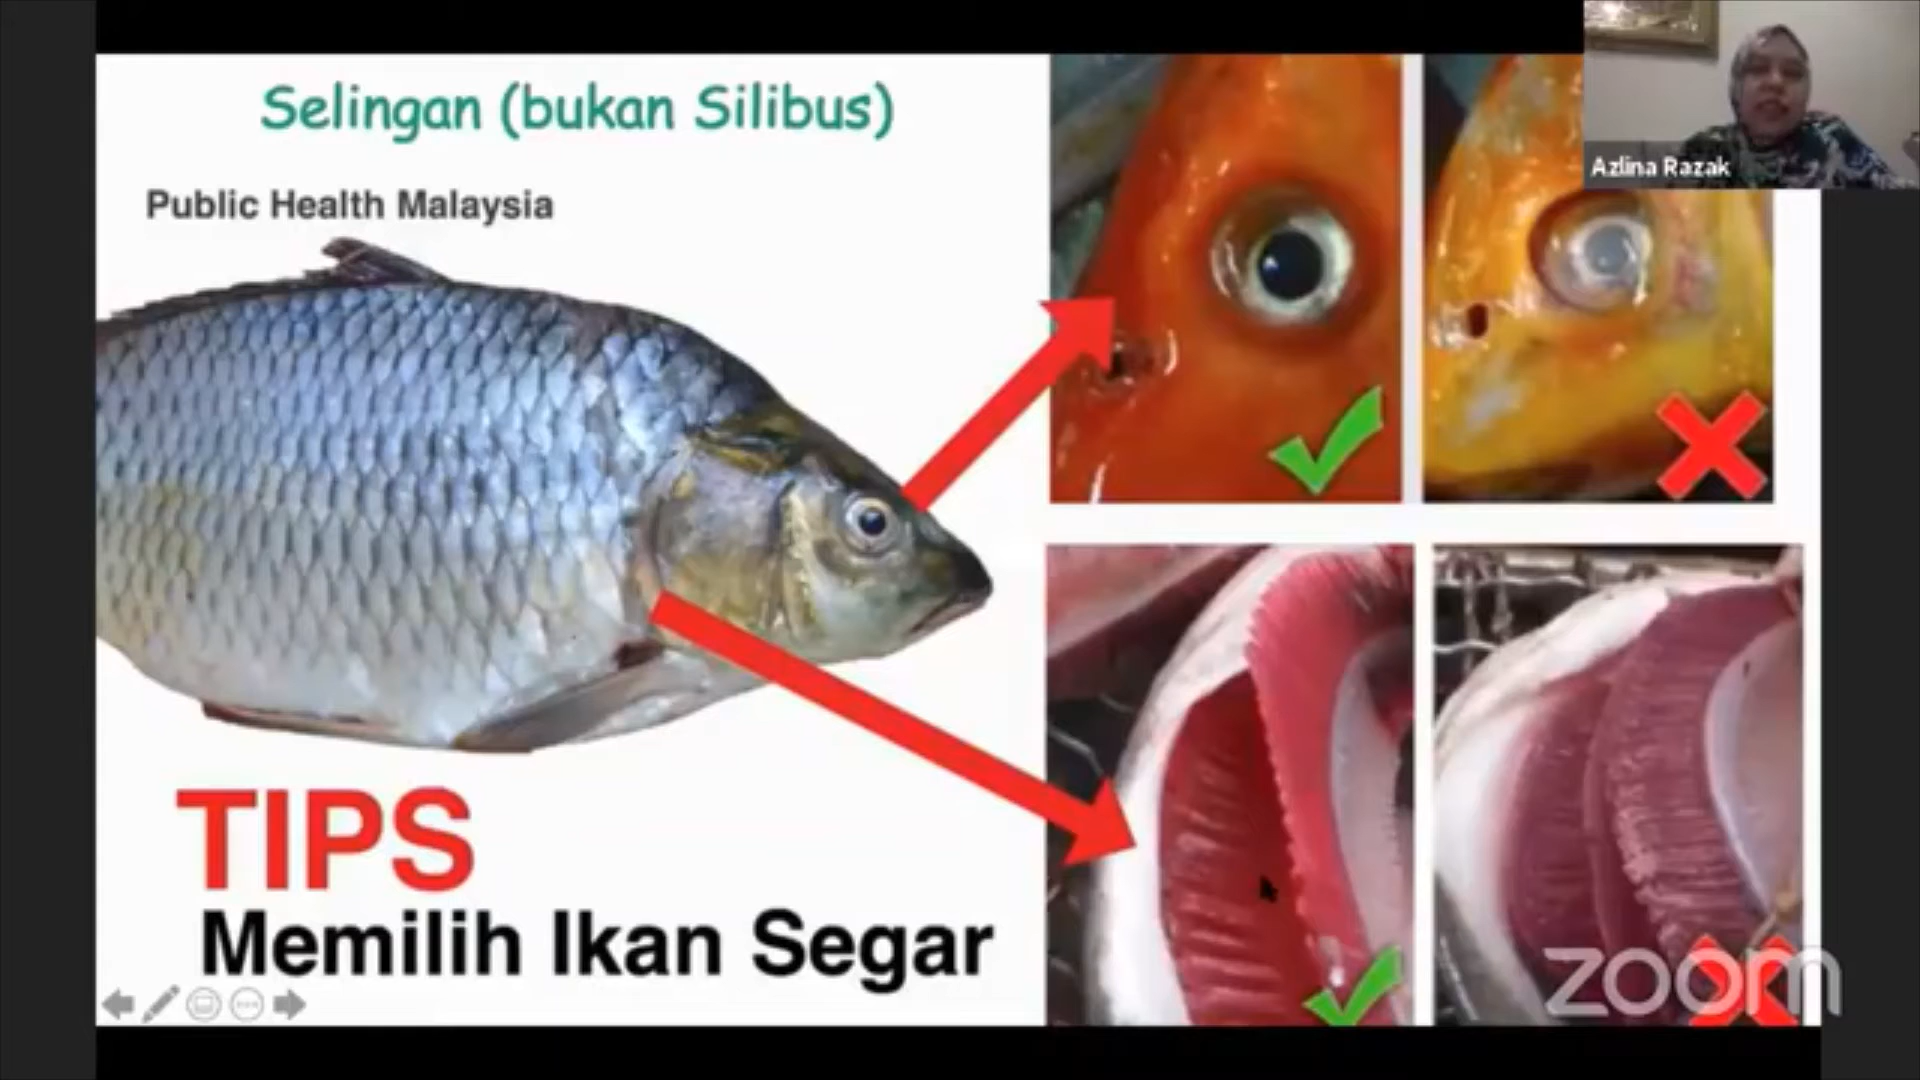 Selingan (bukan Silibus)
Public Health Malaysia
Azlina Razak
TIPS
Memilih Ikan Segar
zoom